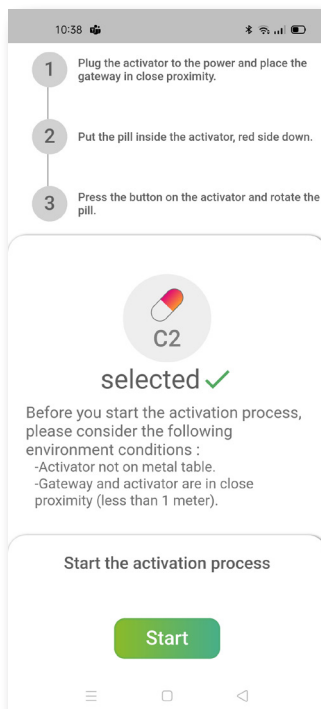 10:38
1
Plug the activator to the power and place the
gateway in close proximity.
2
Put the pill inside the activator, red side down.
3
Press the button on the activator and rotate the
pill.
C2
selected
Before you start the activation process,
please consider the following
environment conditions :
-Activator not on metal table.
-Gateway and activator are in close
proximity (less than 1 meter).
Start the activation process
Start